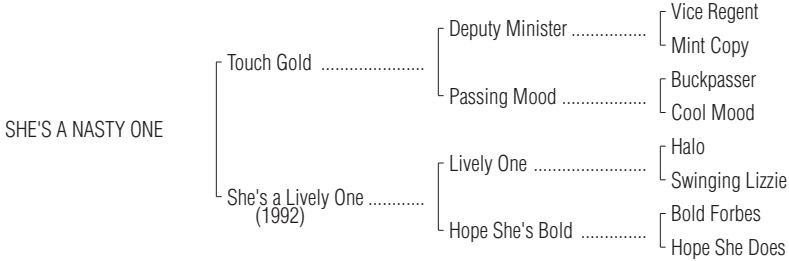 Vice Regent
Deputy Minister ................
Mint Copy
Touch Gold ......................
Buckpasser
Passing Mood ..................
Cool Mood
SHE'S A NASTY ONE
Halo
Lively One ........................
Swinging Lizzie
She's a Lively One ............
(1992)
Bold Forbes
Hope She's Bold ..............
Hope She Does